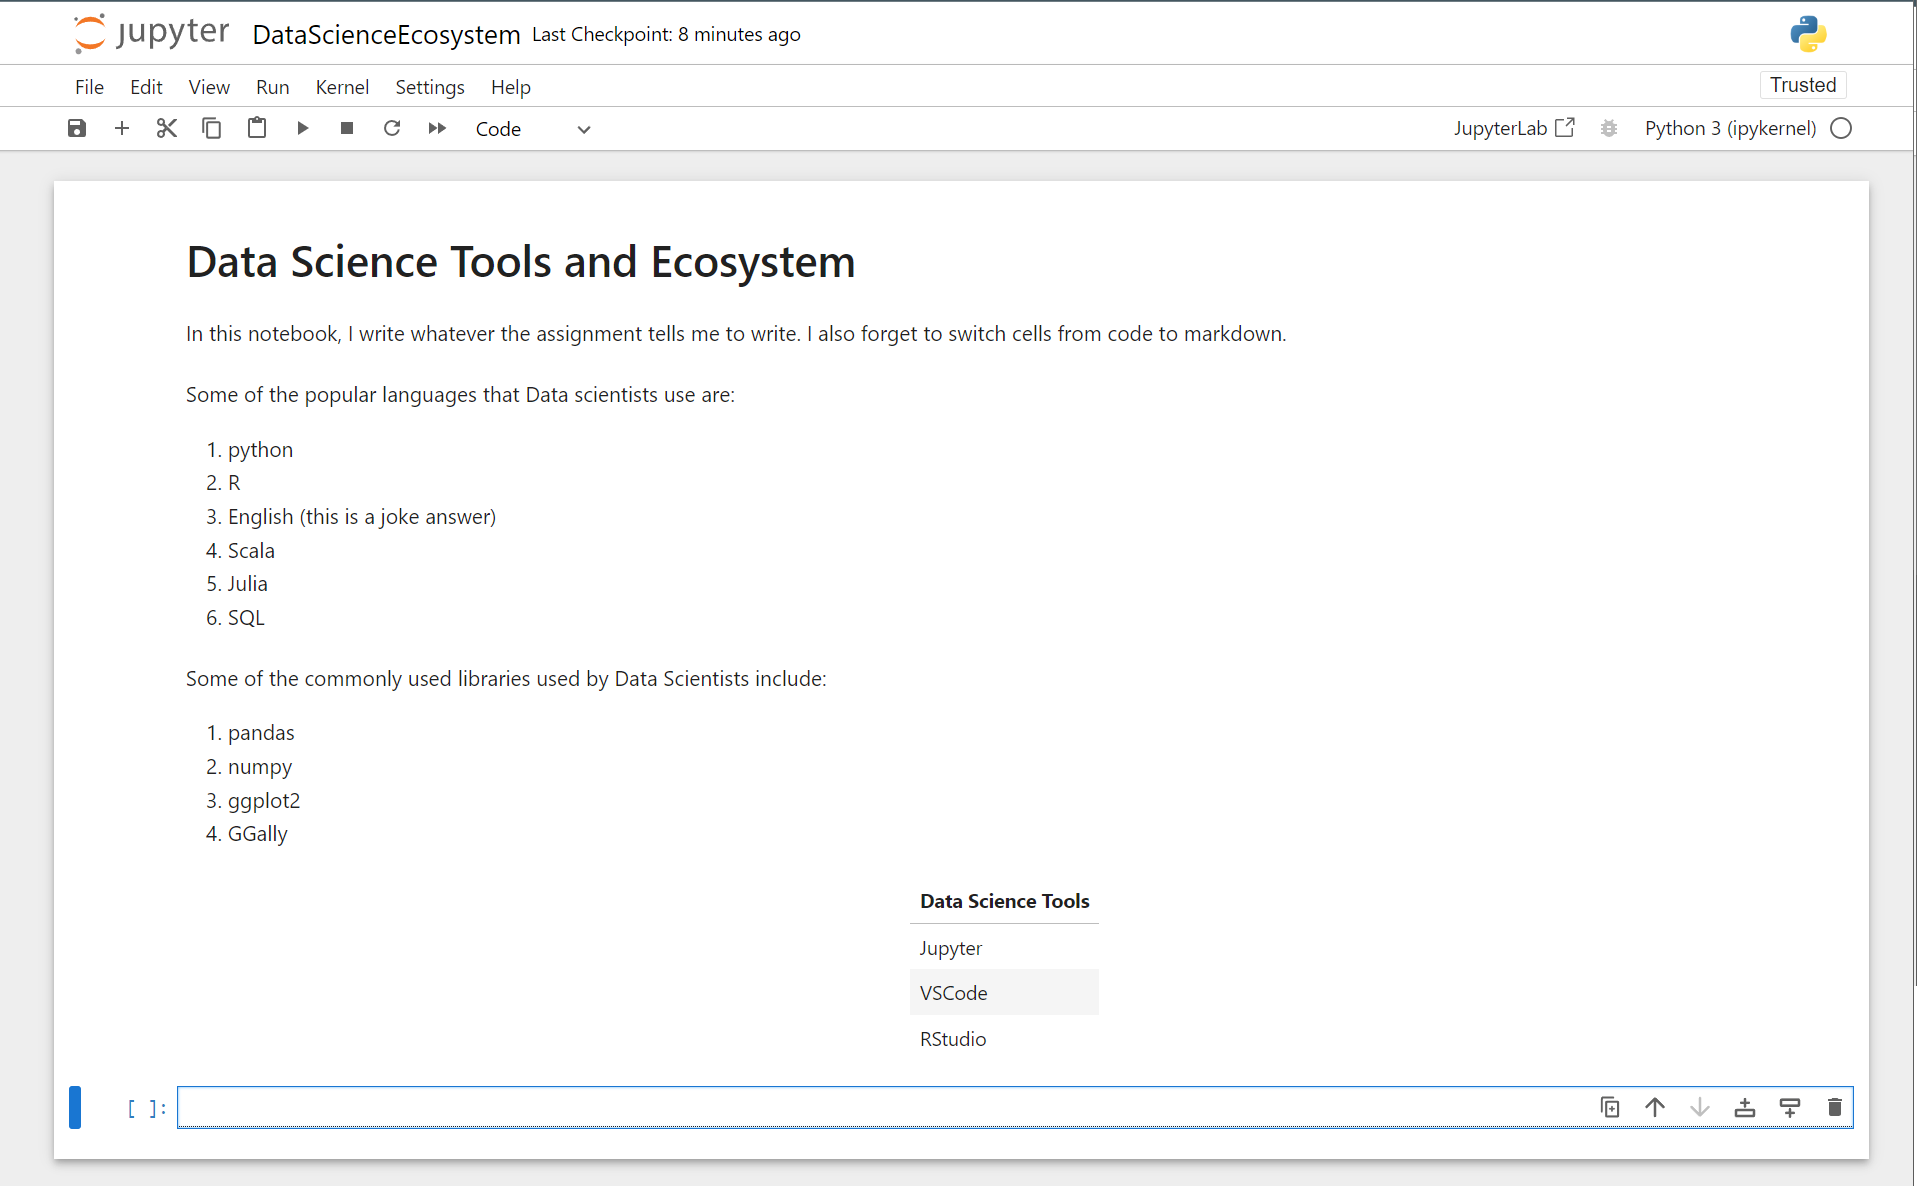 jupyter DataScienceEcosystem Last Checkpoint: 8 minutes ago
File Edit View Run Kernel Settings Help Trusted
Code JupyterLab Python 3 (ipykernel)
Data Science Tools and Ecosystem
In this notebook, I write whatever the assignment tells me to write. I also forget to switch cells from code to markdown.
Some of the popular languages that Data scientists use are:
1. python
2. R
3. English (this is a joke answer)
4. Scala
5. Julia
6. SQL
Some of the commonly used libraries used by Data Scientists include:
1. pandas
2. numpy
3. ggplot2
4. GGally
Data Science Tools
Jupyter
VSCode
RStudio
[ ]: